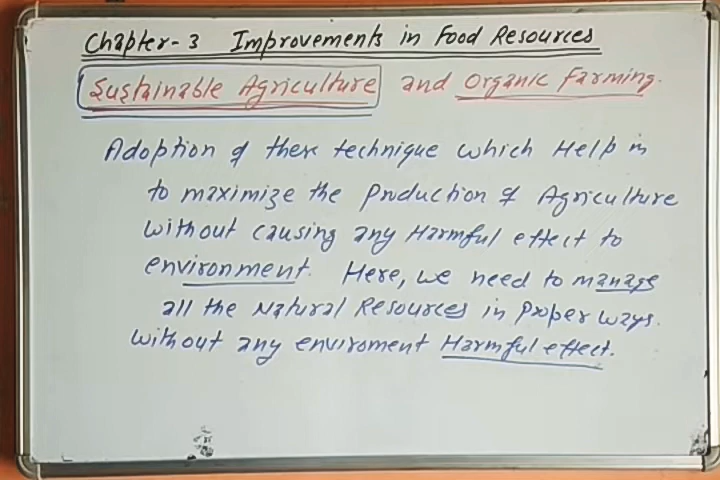 Chapter-3 Improvements in Food Resources
Sustainable Agriculture and Organic Farming.
Adoption of these technique which Help in
to maximize the Production of Agriculture
without causing any Harmful effect to
environment. Here, we need to manage
all the Natural Resources in Proper ways.
without any enviroment Harmful effect.